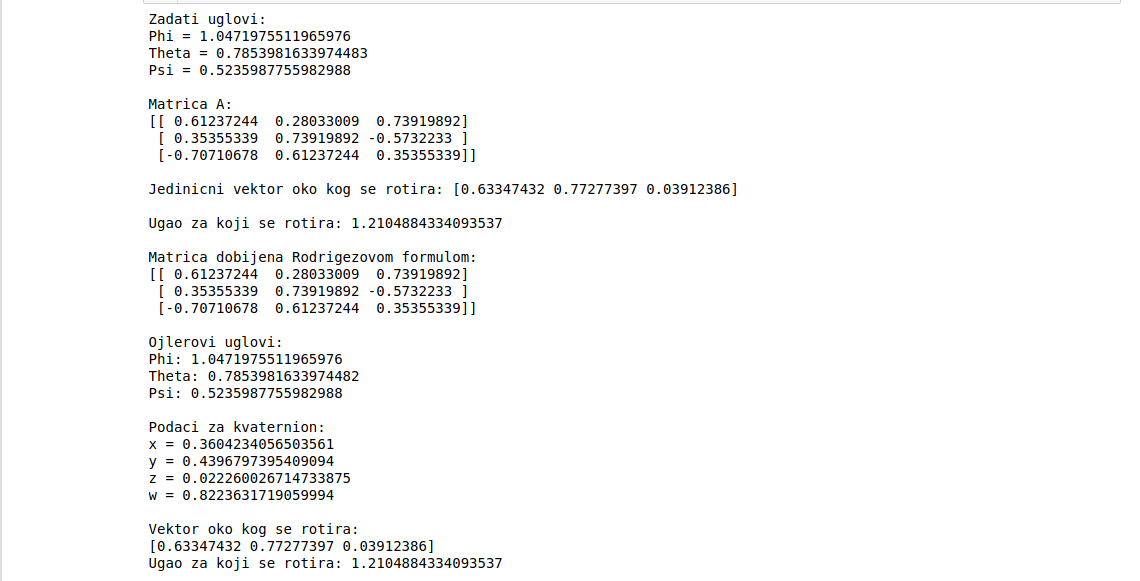 Zadati uglovi:
Phi = 1.0471975511965976
Theta = 0.7853981633974483
Psi = 0.5235987755982988
Matrica A:
[[ 0.61237244  0.28033009  0.73919892]
[ 0.35355339  0.73919892 -0.5732233 ]
[-0.70710678  0.61237244  0.35355339]]
Jedinicni vektor oko kog se rotira: [0.63347432 0.77277397 0.03912386]
Ugao za koji se rotira: 1.2104884334093537
Matrica dobijena Rodrigezovom formulom:
[[ 0.61237244  0.28033009  0.73919892]
[ 0.35355339  0.73919892 -0.5732233 ]
[-0.70710678  0.61237244  0.35355339]]
Ojlerovi uglovi:
Phi: 1.0471975511965976
Theta: 0.7853981633974482
Psi: 0.5235987755982988
Podaci za kvaternion:
x = 0.3604234056503561
y = 0.4396797395409094
z = 0.022260026714733875
w = 0.8223631719059994
Vektor oko kog se rotira:
[0.63347432 0.77277397 0.03912386]
Ugao za koji se rotira: 1.2104884334093537